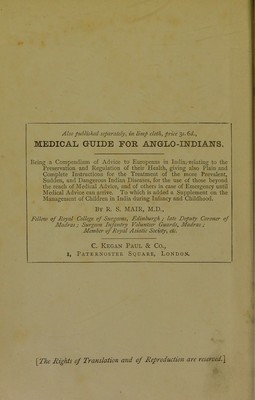 Also published separately, in limp cloth, price 3s. 6d.,
MEDICAL GUIDE FOR ANGLO-INDIANS.
Being a Compendium of Advice to Europeans in India, relating to the
Preservation and Regulation of their Health, giving also Plain and
Complete Instructions for the Treatment of the more Prevalent,
Sudden, and Dangerous Indian Diseases, for the use of those beyond
the reach of Medical Advice, and of others in case of Emergency until
Medical Advice can arrive. To which is added a Supplement on the
Management of Children in India during Infancy and Childhood.
BY R. S. MAIR, M.D.,
Fellow of Royal College of Surgeons, Edinburgh; late Deputy Coroner of
Madras; Surgeon Infantry Volunteer Guards, Madras;
Member of Royal Asiatic Society, etc.
C. KEGAN PAUL & CO.,
1, PATERNOSTER SQUARE, LONDON.
[The Rights of Translation and of Reproduction are reserved.]